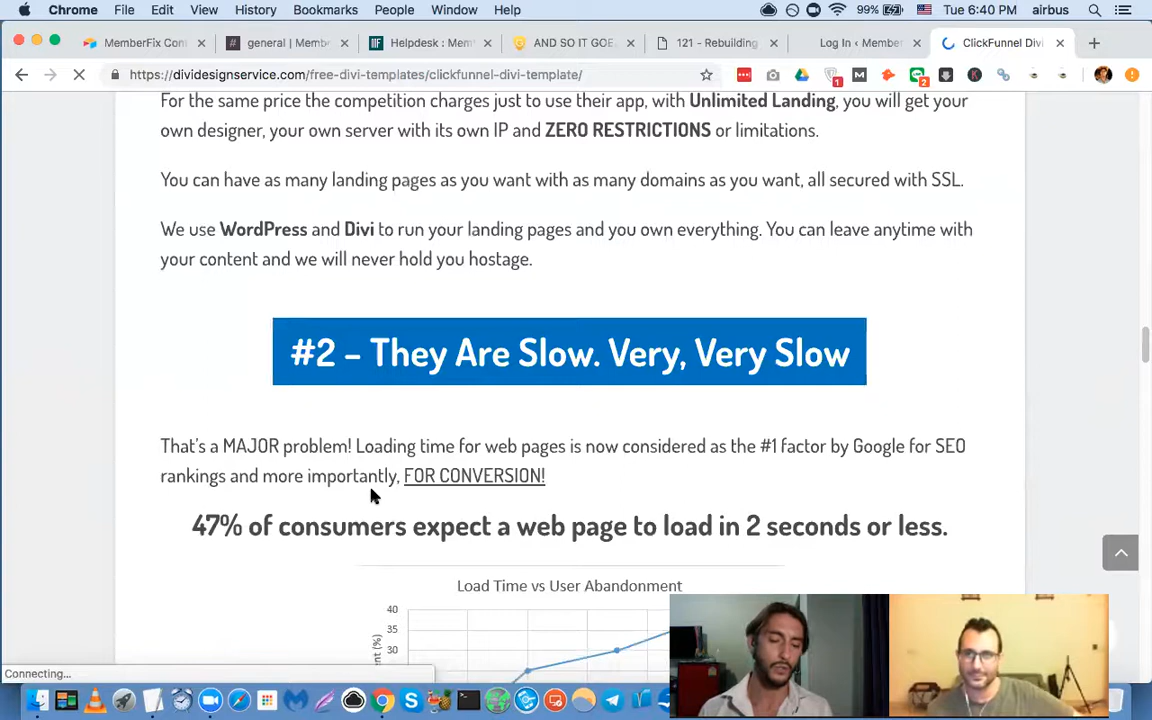 Chrome File Edit View History Bookmarks People Window Help 99% Tue 6:40 PM airbus
MemberFix Com general | Membe Helpdesk : Mem AND SO IT GOE 121 - Rebuilding Log In ‹ Member ClickFunnel Divi
https://dividesignservice.com/free-divi-templates/clickfunnel-divi-template/
For the same price the competition charges just to use their app, with Unlimited Landing, you will get your
own designer, your own server with its own IP and ZERO RESTRICTIONS or limitations.
You can have as many landing pages as you want with as many domains as you want, all secured with SSL.
We use WordPress and Divi to run your landing pages and you own everything. You can leave anytime with
your content and we will never hold you hostage.
#2 – They Are Slow. Very, Very Slow
That's a MAJOR problem! Loading time for web pages is now considered as the #1 factor by Google for SEO
rankings and more importantly, FOR CONVERSION!
47% of consumers expect a web page to load in 2 seconds or less.
Load Time vs User Abandonment
40
35
30
Connecting...